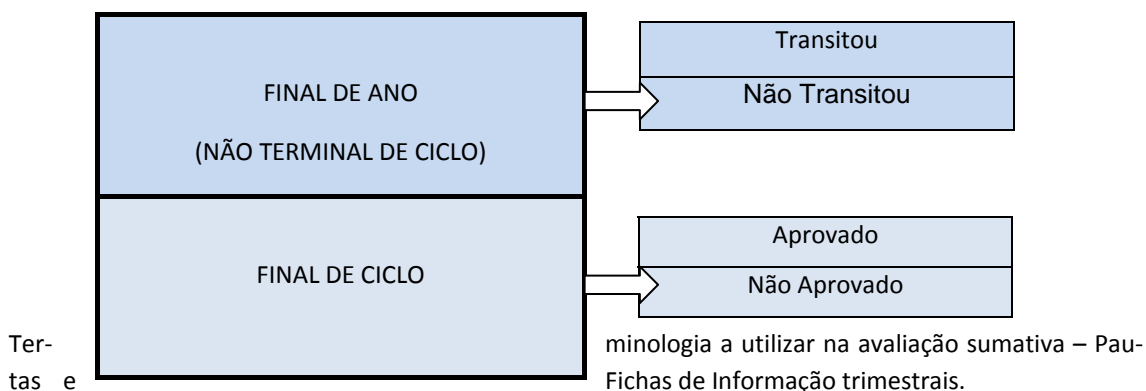 FINAL DE ANO
(NÃO TERMINAL DE CICLO)
Transitou
Não Transitou
FINAL DE CICLO
Aprovado
Não Aprovado
Ter- minologia a utilizar na avaliação sumativa – Pau-
tas e Fichas de Informação trimestrais.